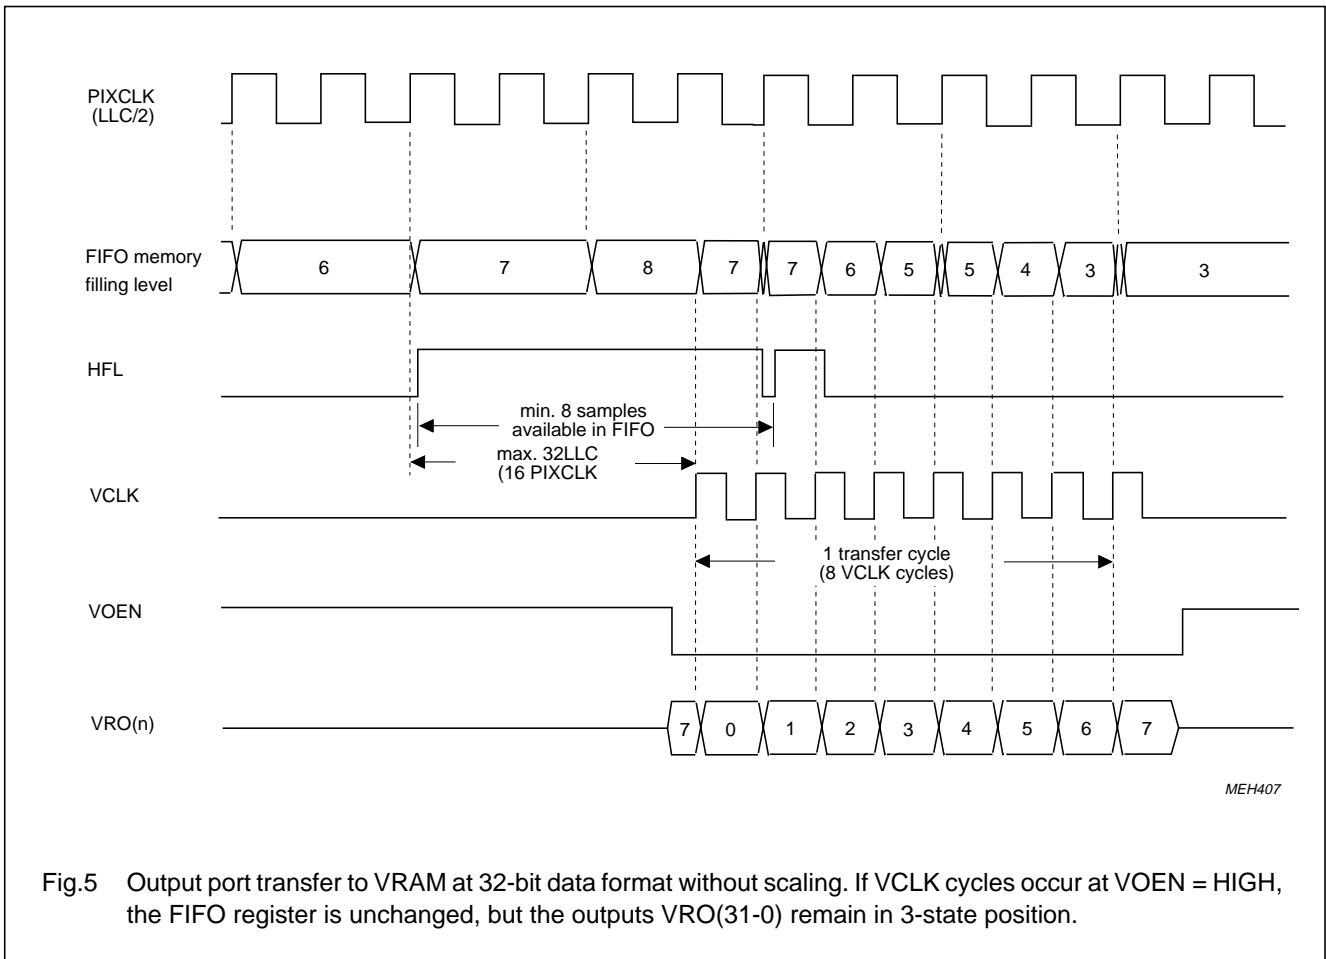 PIXCLK
(LLC/2)
FIFO memory
filling level
6 7 8 7 7 6 5 5 4 3 3
HFL
min. 8 samples
available in FIFO
max. 32LLC
(16 PIXCLK
VCLK
1 transfer cycle
(8 VCLK cycles)
VOEN
VRO(n)
7 0 1 2 3 4 5 6 7
MEH407
Fig.5 Output port transfer to VRAM at 32-bit data format without scaling. If VCLK cycles occur at VOEN = HIGH,
the FIFO register is unchanged, but the outputs VRO(31-0) remain in 3-state position.